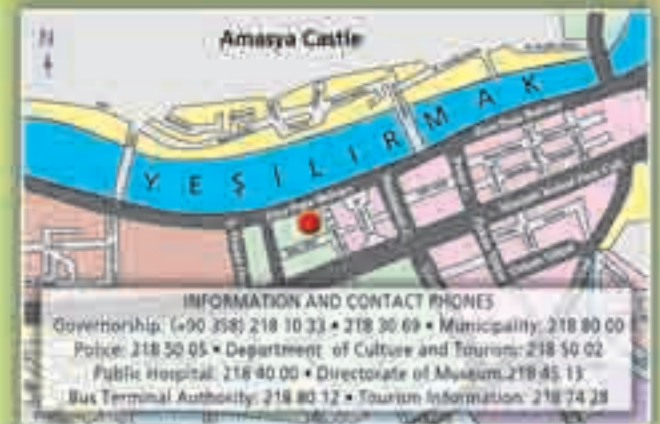 N
Amasya Castle
YEŞİLIRMAK
INFORMATION AND CONTACT PHONES
Governorship: (+90 358) 218 10 33 • 218 30 69 • Municipality: 218 80 00
Police: 218 50 05 • Department of Culture and Tourism: 218 50 02
Public Hospital: 218 40 00 • Directorate of Museum: 218 45 13
Bus Terminal Authority: 218 80 12 • Tourism Information: 218 74 28